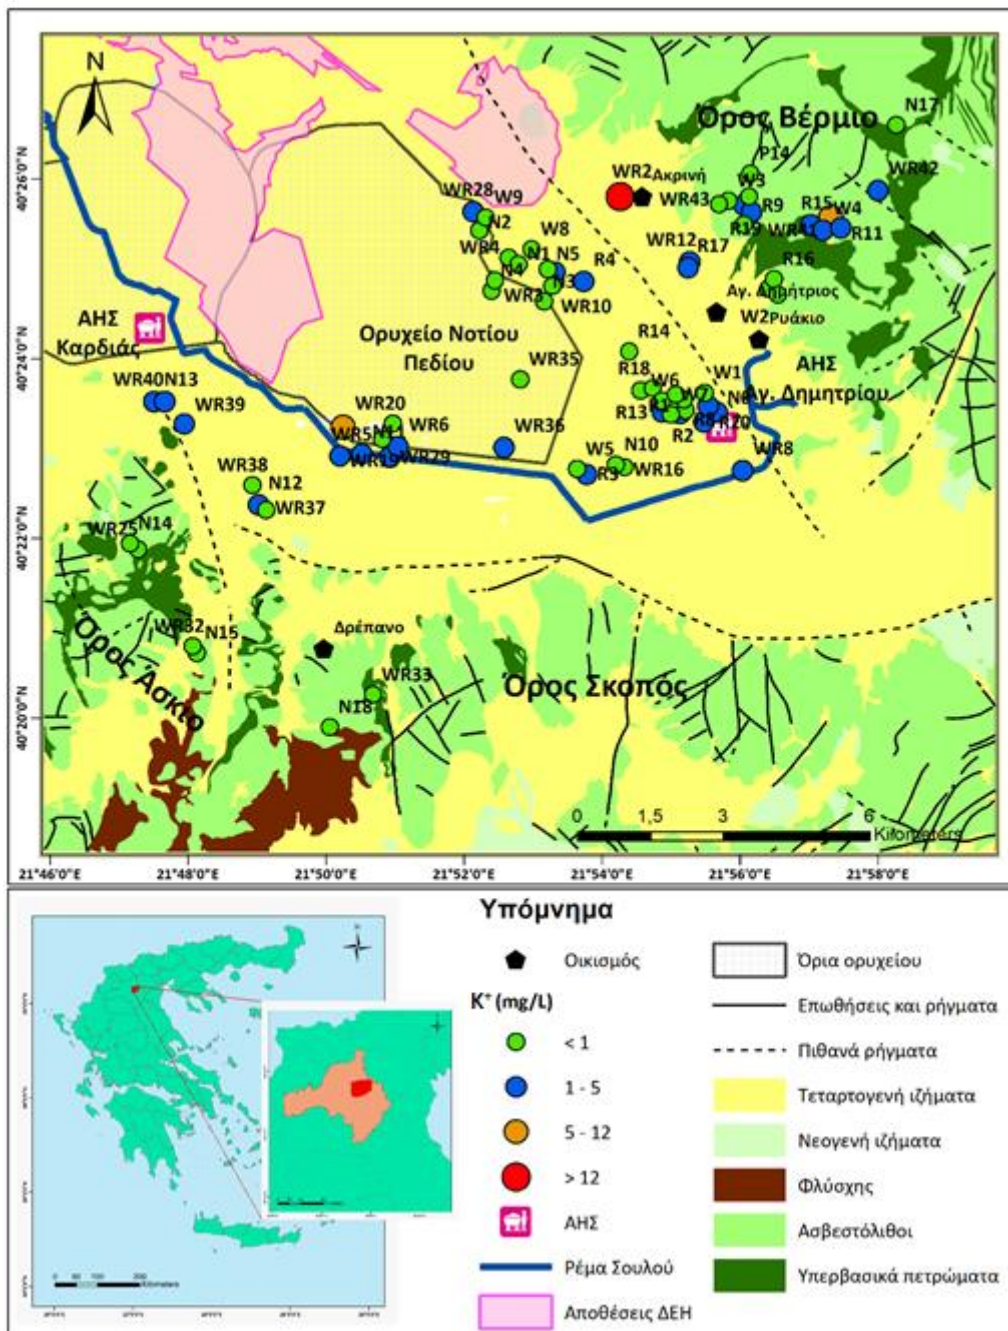 N
Όρος Βέρμιο
N17
P14
WR2
Ακρινή
WR43
W3
WR42
R9
R15
W4
R19
WR41
R11
WR28
W9
N2
W8
WR4
N1
N5
R4
WR12
R17
N4
N3
WR3
WR10
R16
Αγ. Δημήτριος
W2
Ρυάκιο
ΑΗΣ
Καρδιάς
Ορυχείο Νοτίου
Πεδίου
R14
ΑΗΣ
Αγ. Δημητρίου
WR35
R18
W6
W1
WR40
N13
WR39
R13
R2
R8
R20
WR20
WR6
WR36
WR5
WR29
W5
N10
R3
WR16
WR8
WR38
N12
WR37
WR25
N14
WR32
N15
Όρος Άσκιο
Δρέπανο
WR33
N18
Όρος Σκοπός
0 1,5 3 6
Kilometers
40°26'0"N
40°24'0"N
40°22'0"N
40°20'0"N
21°46'0"E 21°48'0"E 21°50'0"E 21°52'0"E 21°54'0"E 21°56'0"E 21°58'0"E
Υπόμνημα
Οικισμός
K⁺ (mg/L)
< 1
1 - 5
5 - 12
> 12
ΑΗΣ
Ρέμα Σουλού
Αποθέσεις ΔΕΗ
Όρια ορυχείου
Επωθήσεις και ρήγματα
Πιθανά ρήγματα
Τεταρτογενή ιζήματα
Νεογενή ιζήματα
Φλύσχης
Ασβεστόλιθοι
Υπερβασικά πετρώματα
Kilometers